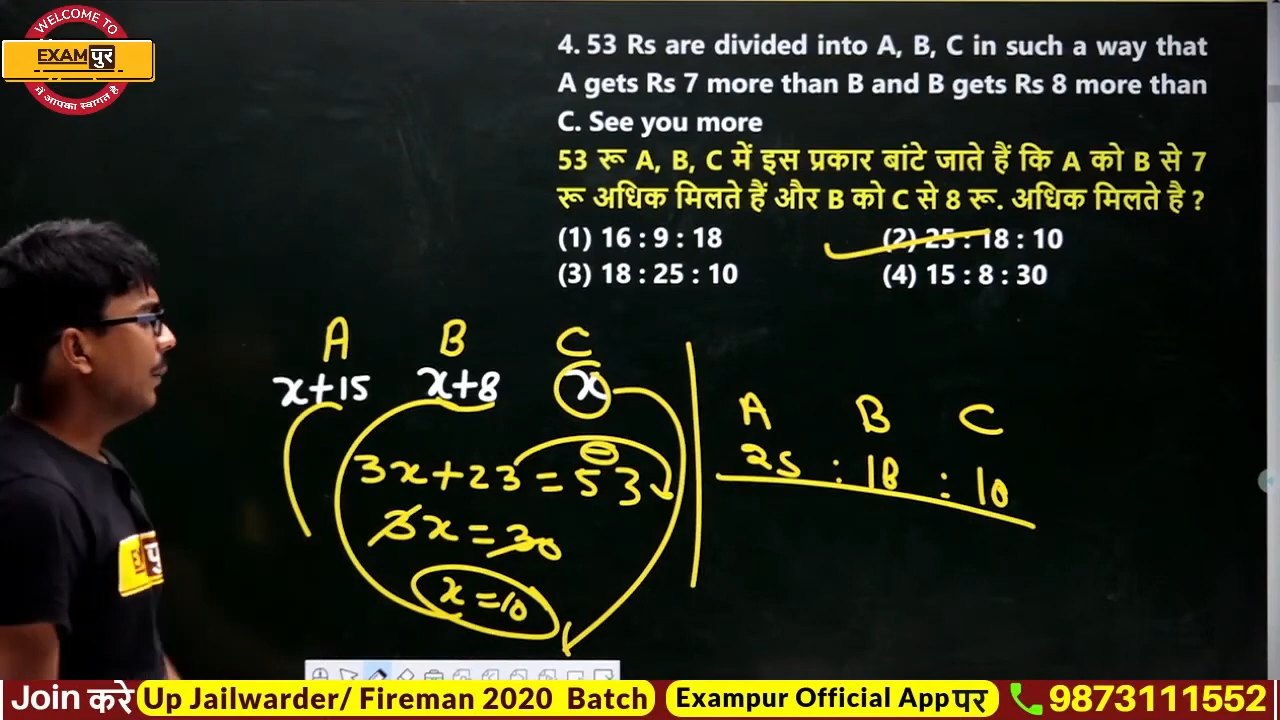 WELCOME TO
EXAM पुर
में आपका स्वागत है
4. 53 Rs are divided into A, B, C in such a way that
A gets Rs 7 more than B and B gets Rs 8 more than
C. See you more
53 रू A, B, C में इस प्रकार बांटे जाते हैं कि A को B से 7
रू अधिक मिलते हैं और B को C से 8 रू. अधिक मिलते है ?
(1) 16 : 9 : 18 (2) 25 : 18 : 10
(3) 18 : 25 : 10 (4) 15 : 8 : 30
A B C
x+15 x+8 x
3x+23 = 53
3x = 30
x = 10
A B C
25 : 18 : 10
Join करे Up Jailwarder/ Fireman 2020 Batch Exampur Official App पर 9873111552